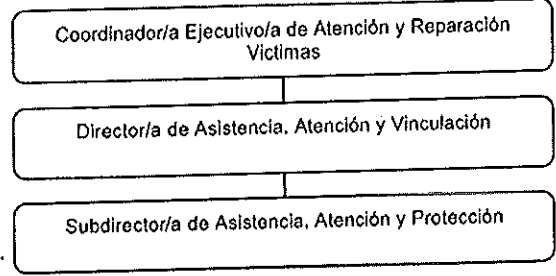 Coordinador/a Ejecutivo/a de Atención y Reparación
Victimas
Director/a de Asistencia, Atención y Vinculación
Subdirector/a de Asistencia, Atención y Protección